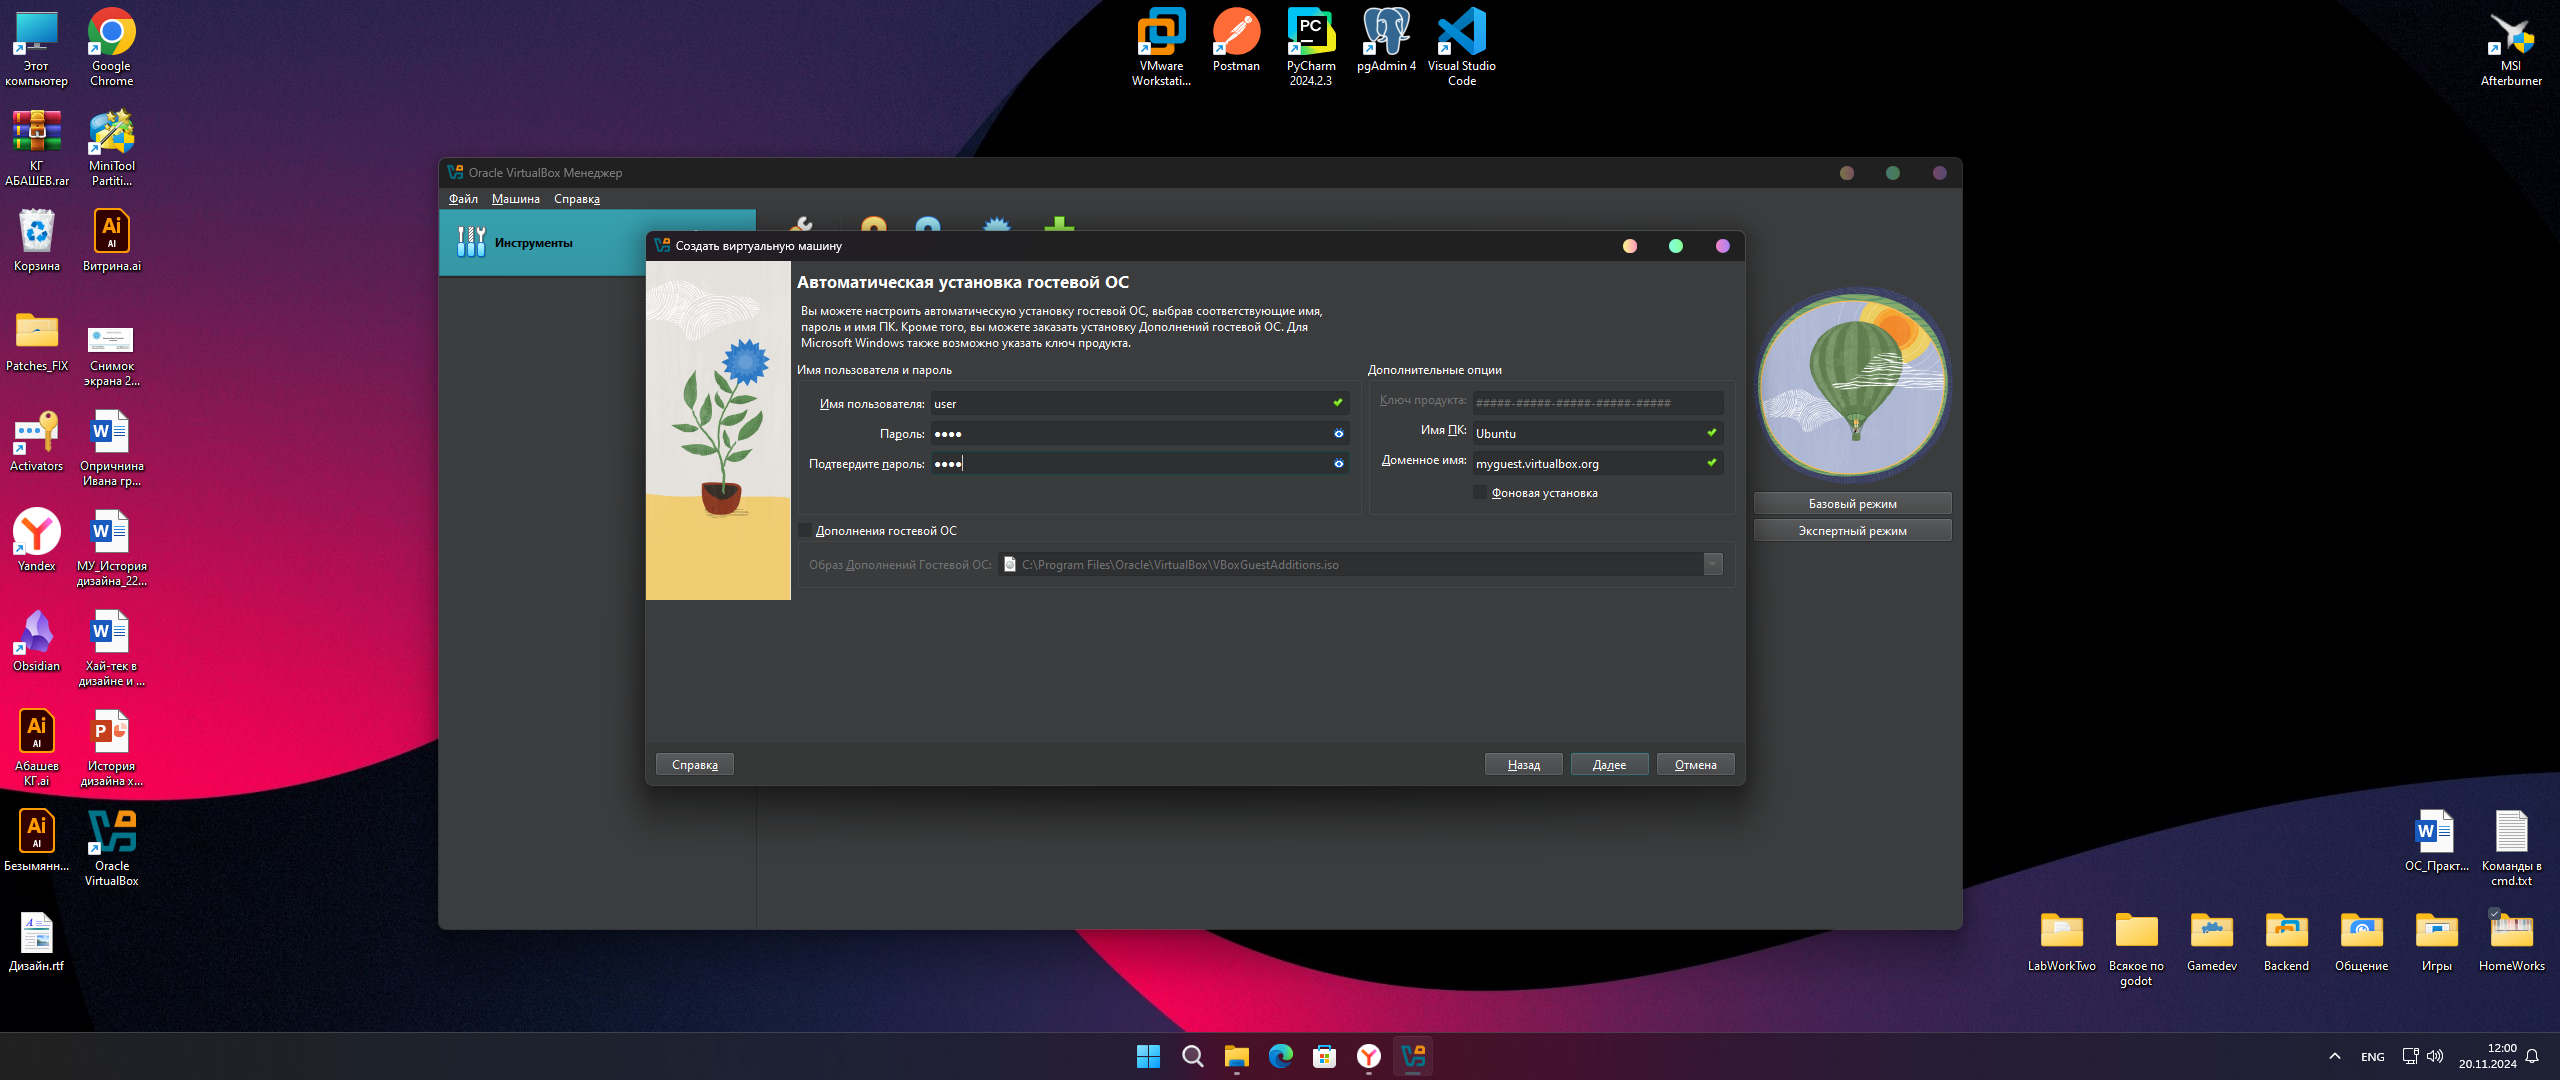 Этот
компьютер
Google
Chrome
VMware
Workstati...
Postman
PyCharm
2024.2.3
pgAdmin 4
Visual Studio
Code
MSI
Afterburner
КГ
АБАШЕВ.rar
MiniTool
Partiti...
Корзина
Витрина.ai
Patches_FIX
Снимок
экрана 2...
Activators
Опричнина
Ивана гр...
Yandex
МУ_История
дизайна_22...
Obsidian
Хай-тек в
дизайне и ...
Абашев
КГ.ai
История
дизайна х...
Безымянн...
Oracle
VirtualBox
Дизайн.rtf
Oracle VirtualBox Менеджер
Файл Машина Справка
Инструменты
Создать виртуальную машину
Автоматическая установка гостевой ОС
Вы можете настроить автоматическую установку гостевой ОС, выбрав соответствующие имя,
пароль и имя ПК. Кроме того, вы можете заказать установку Дополнений гостевой ОС. Для
Microsoft Windows также возможно указать ключ продукта.
Имя пользователя и пароль
Имя пользователя: user
Пароль: ●●●●
Подтвердите пароль: ●●●●
Дополнительные опции
Ключ продукта: #####-#####-#####-#####-#####
Имя ПК: Ubuntu
Доменное имя: myguest.virtualbox.org
Фоновая установка
Дополнения гостевой ОС
Образ Дополнений Гостевой ОС: C:\Program Files\Oracle\VirtualBox\VBoxGuestAdditions.iso
Справка Назад Далее Отмена
Базовый режим
Экспертный режим
ОС_Практ...
Команды в
cmd.txt
LabWorkTwo
Всякое по
godot
Gamedev
Backend
Общение
Игры
HomeWorks
ENG
12:00
20.11.2024